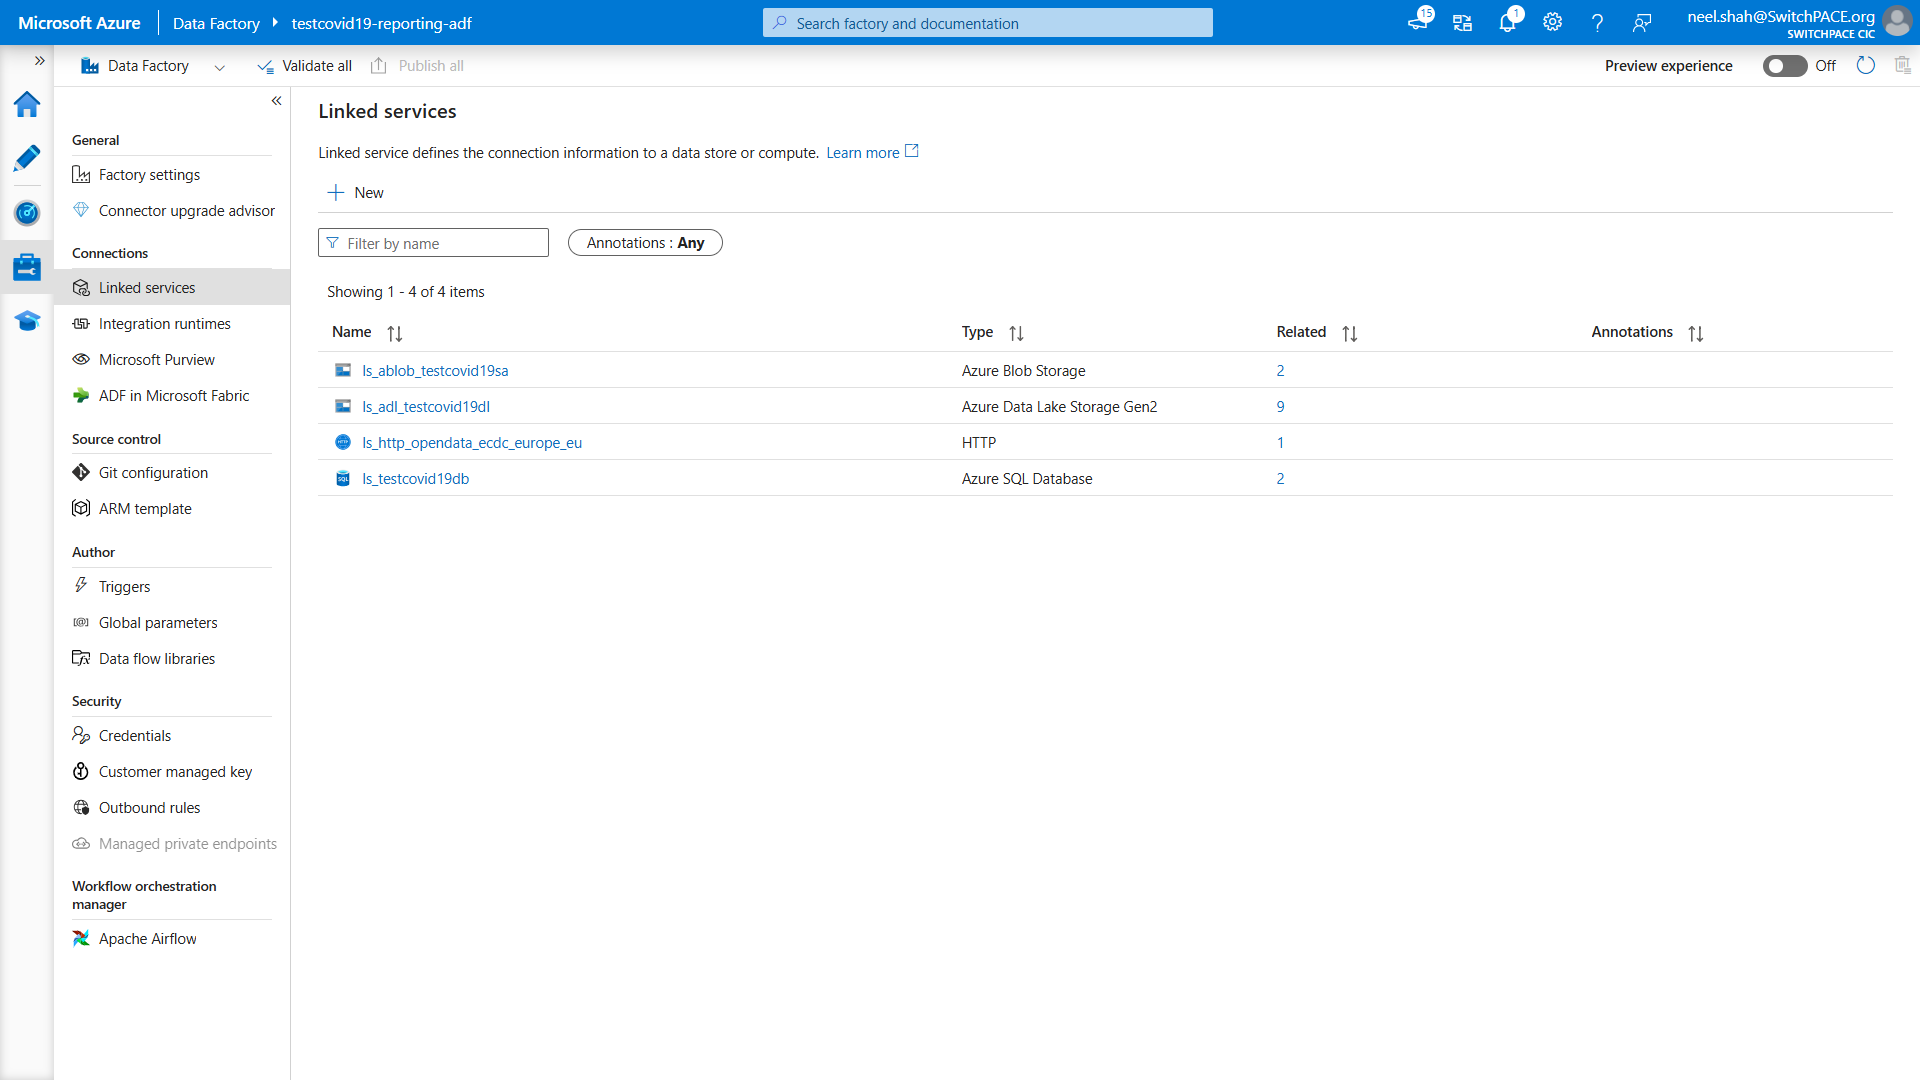 Microsoft Azure
Data Factory
testcovid19-reporting-adf
Search factory and documentation
15
1
neel.shah@SwitchPACE.org
SWITCHPACE CIC
Data Factory
Validate all
Publish all
Preview experience
Off
General
Factory settings
Connector upgrade advisor
Connections
Linked services
Integration runtimes
Microsoft Purview
ADF in Microsoft Fabric
Source control
Git configuration
ARM template
Author
Triggers
Global parameters
Data flow libraries
Security
Credentials
Customer managed key
Outbound rules
Managed private endpoints
Workflow orchestration
manager
Apache Airflow
Linked services
Linked service defines the connection information to a data store or compute. Learn more
New
Filter by name
Annotations : Any
Showing 1 - 4 of 4 items
Name Type Related Annotations
ls_ablob_testcovid19sa Azure Blob Storage 2
ls_adl_testcovid19dl Azure Data Lake Storage Gen2 9
ls_http_opendata_ecdc_europe_eu HTTP 1
ls_testcovid19db Azure SQL Database 2